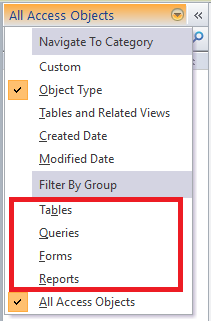 All Access Objects
Navigate To Category
Custom
Object Type
Tables and Related Views
Created Date
Modified Date
Filter By Group
Tables
Queries
Forms
Reports
All Access Objects